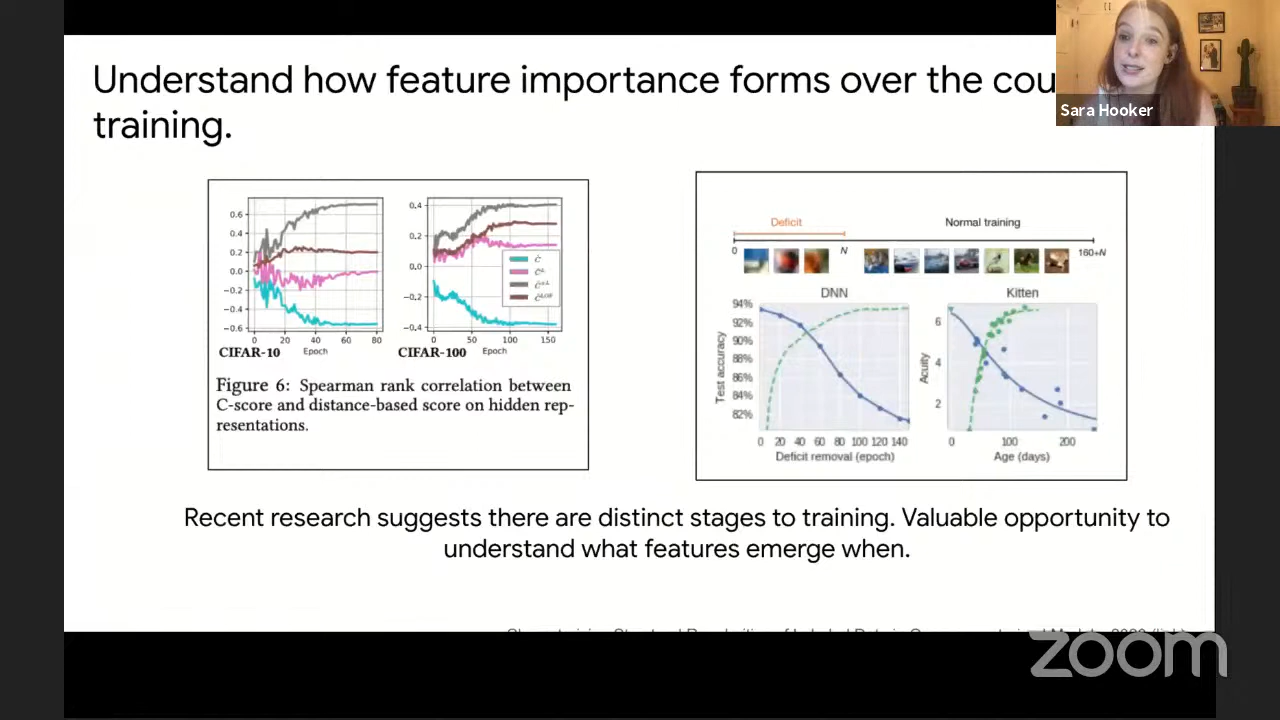 Understand how feature importance forms over the cou
training.
Sara Hooker
0.6
0.4
0.2
0.0
−0.2
−0.4
−0.6
0 20 40 60 80
CIFAR-10 Epoch
0.4
0.2
0.0
−0.2
−0.4
0 50 100 150
CIFAR-100 Epoch
Figure 6: Spearman rank correlation between
C-score and distance-based score on hidden rep-
resentations.
Deficit Normal training
0 N 160+N
DNN
94%
92%
90%
88%
86%
84%
82%
Test accuracy
0 20 40 60 80 100 120 140
Deficit removal (epoch)
Kitten
6
4
2
Acuity
0 100 200
Age (days)
Recent research suggests there are distinct stages to training. Valuable opportunity to
understand what features emerge when.
zoom